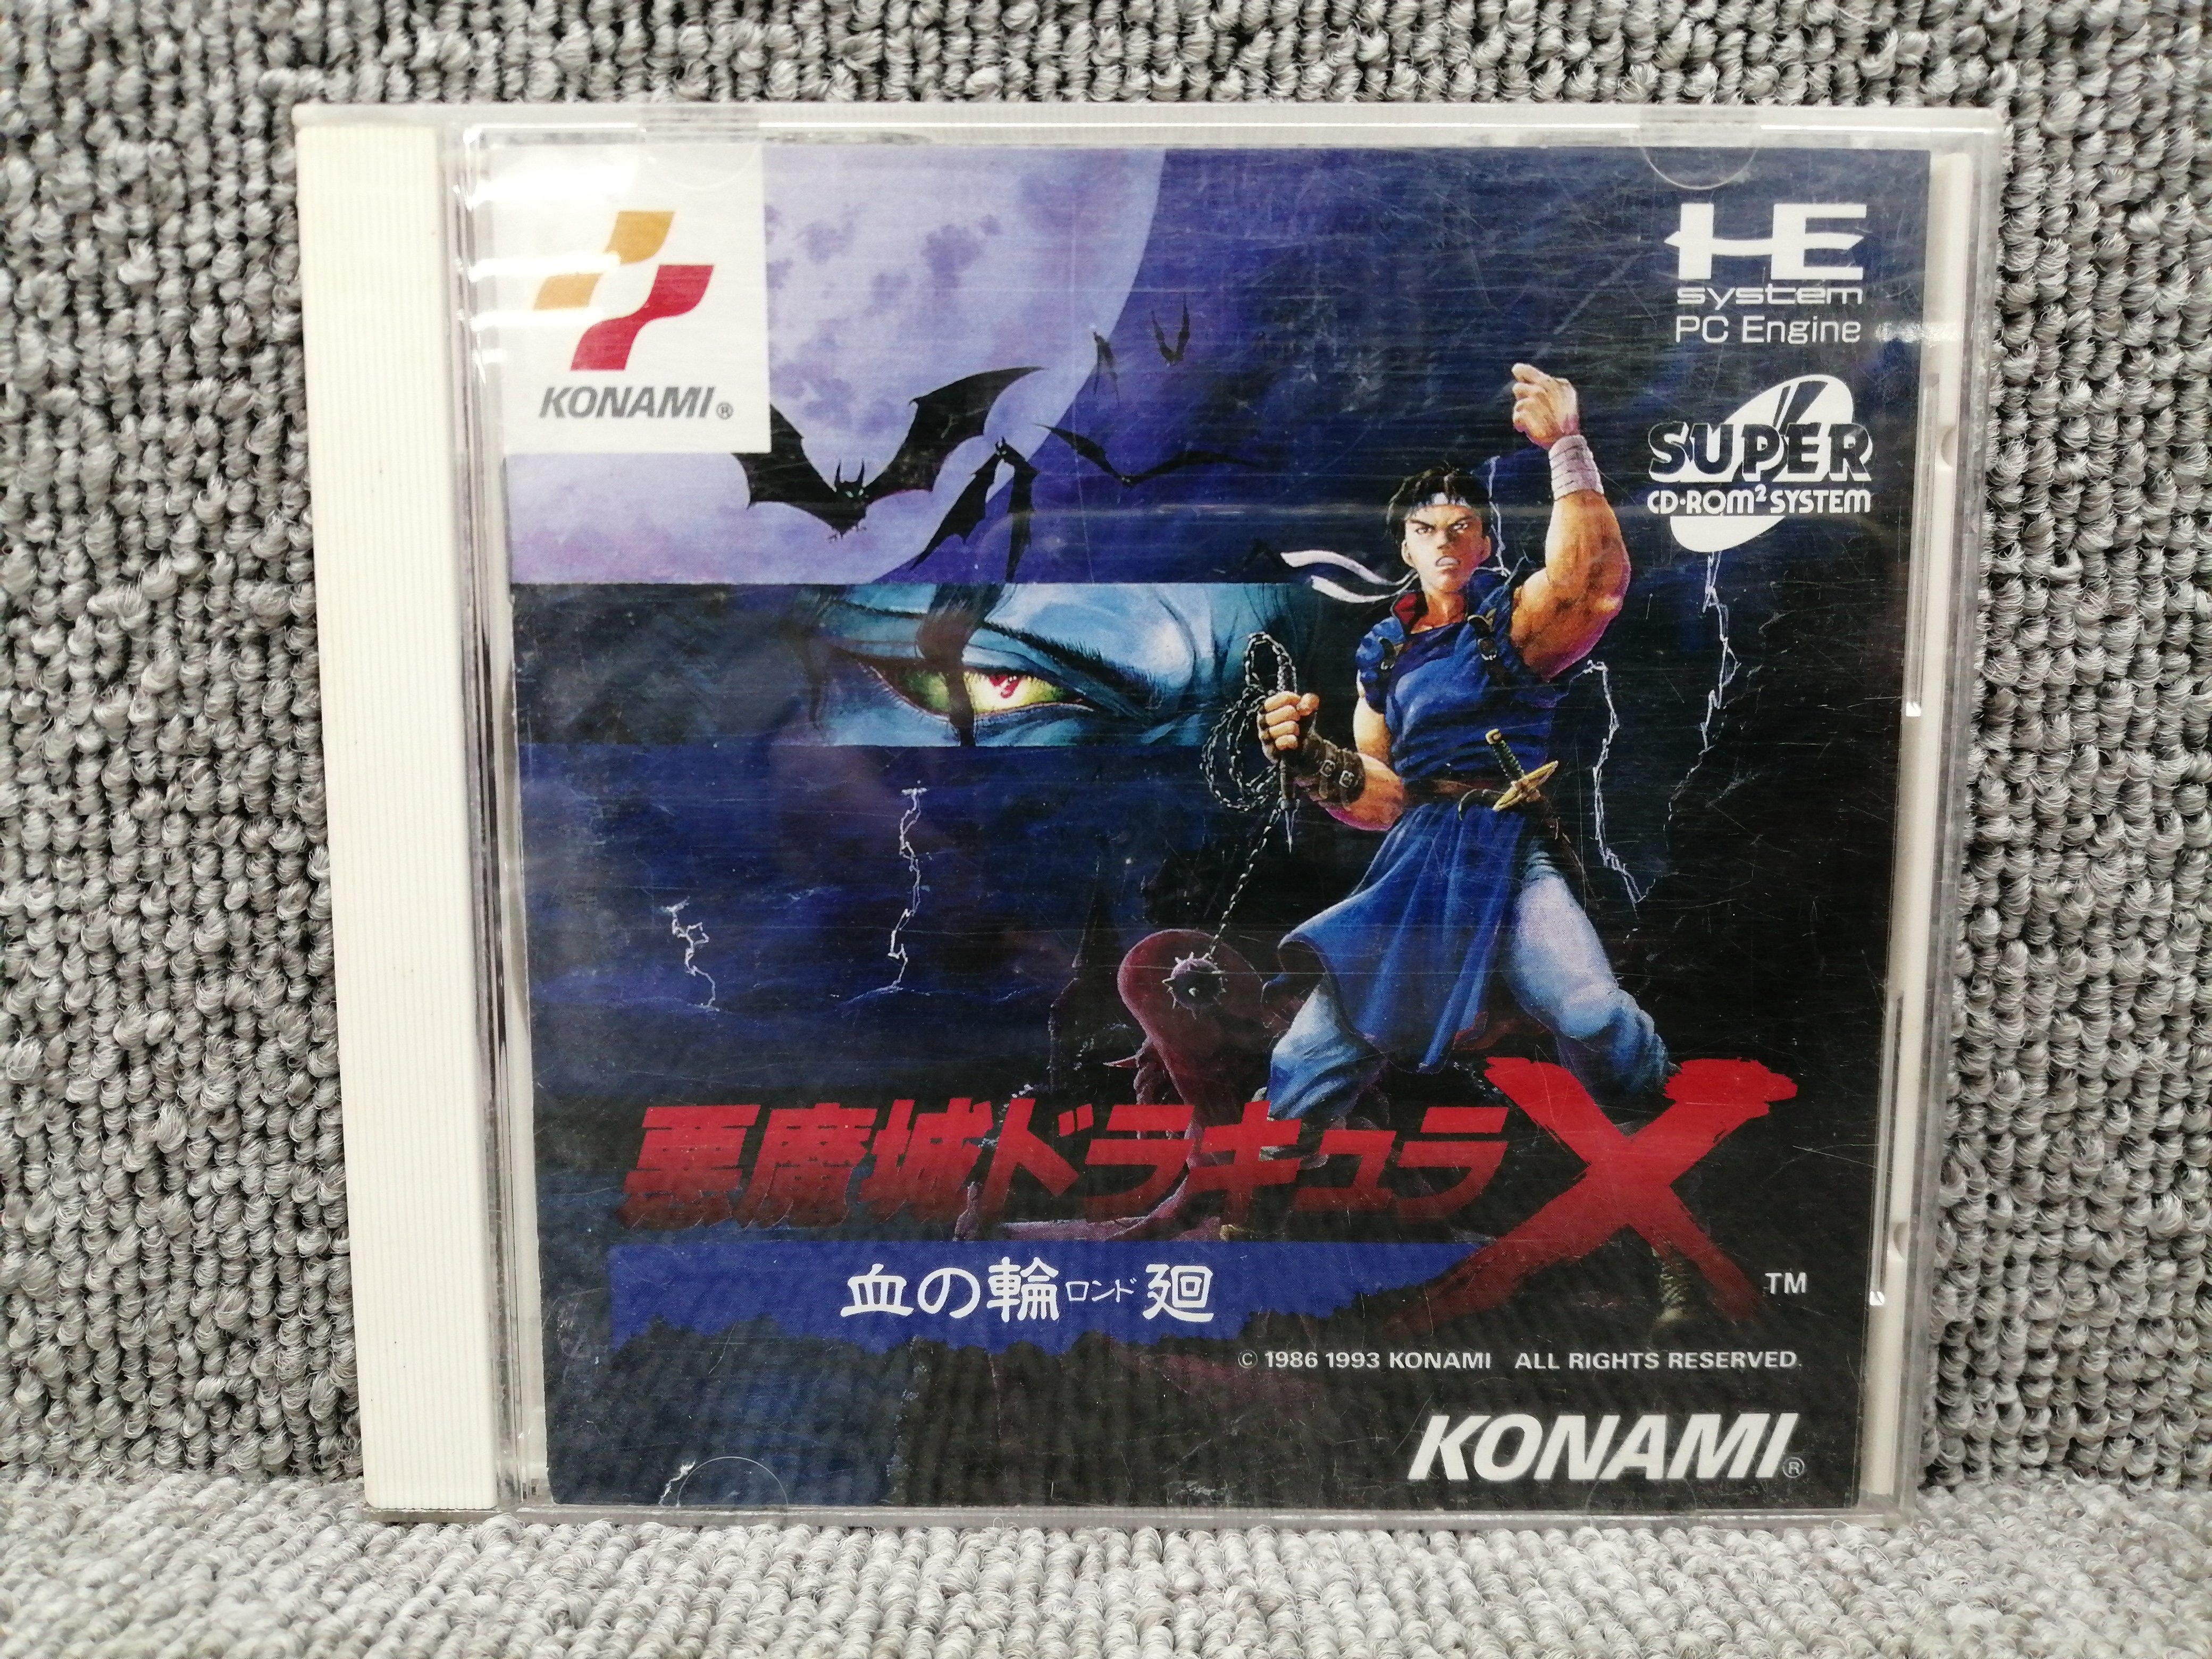 KONAMI®
HE
system
PC Engine
SUPER
CD-ROM² SYSTEM
悪魔城ドラキュラX
血の輪ロンド廻
TM
© 1986 1993 KONAMI ALL RIGHTS RESERVED.
KONAMI®